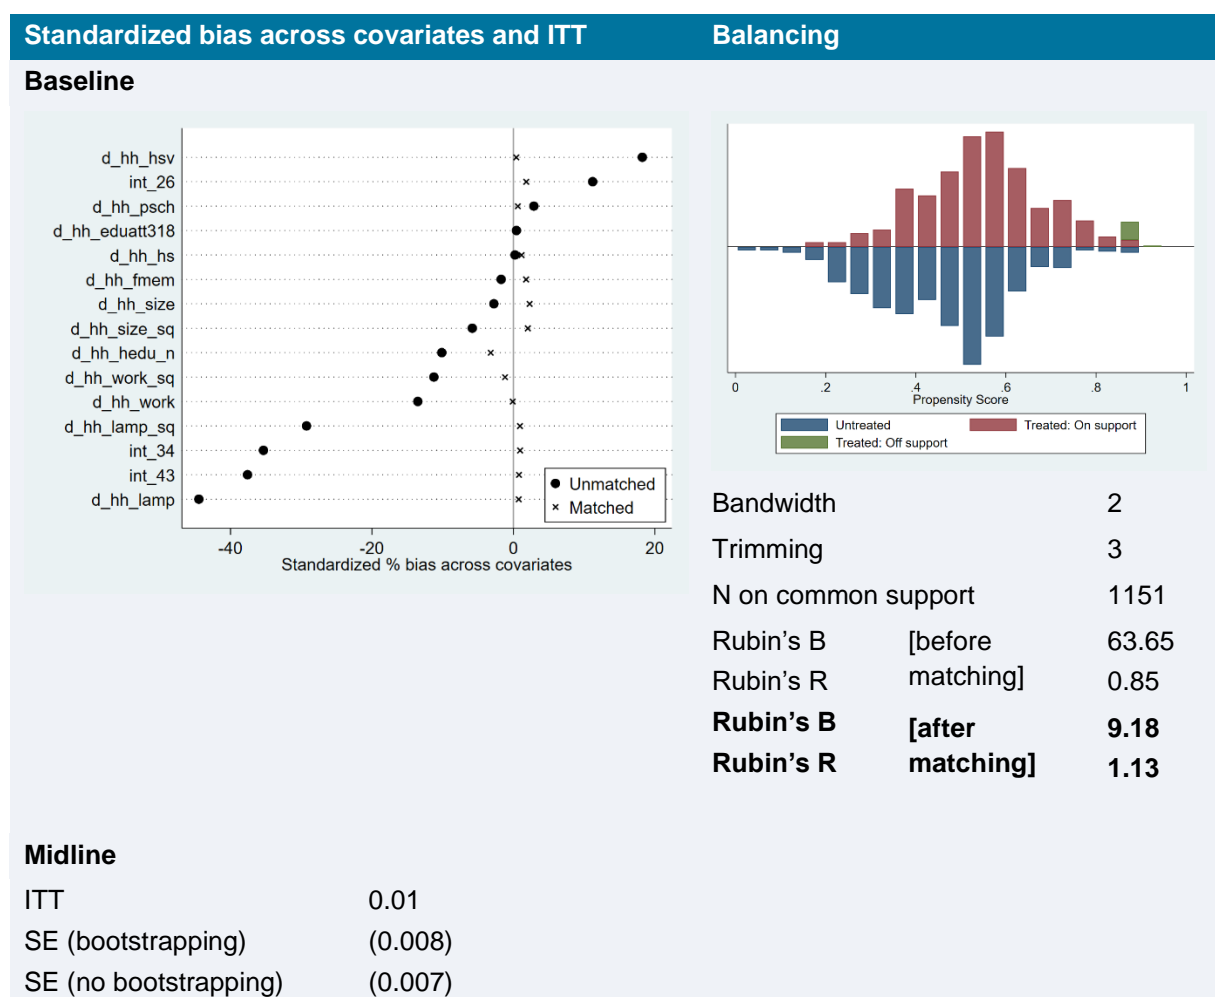 Standardized bias across covariates and ITT
Balancing
Baseline
d_hh_hsv
int_26
d_hh_psch
d_hh_eduatt318
d_hh_hs
d_hh_fmem
d_hh_size
d_hh_size_sq
d_hh_hedu_n
d_hh_work_sq
d_hh_work
d_hh_lamp_sq
int_34
int_43
d_hh_lamp
Unmatched
Matched
-40 -20 0 20
Standardized % bias across covariates
0 .2 .4 .6 .8 1
Propensity Score
Untreated Treated: On support
Treated: Off support
Bandwidth 2
Trimming 3
N on common support 1151
Rubin's B [before 63.65
Rubin's R matching] 0.85
Rubin's B [after 9.18
Rubin's R matching] 1.13
Midline
ITT 0.01
SE (bootstrapping) (0.008)
SE (no bootstrapping) (0.007)